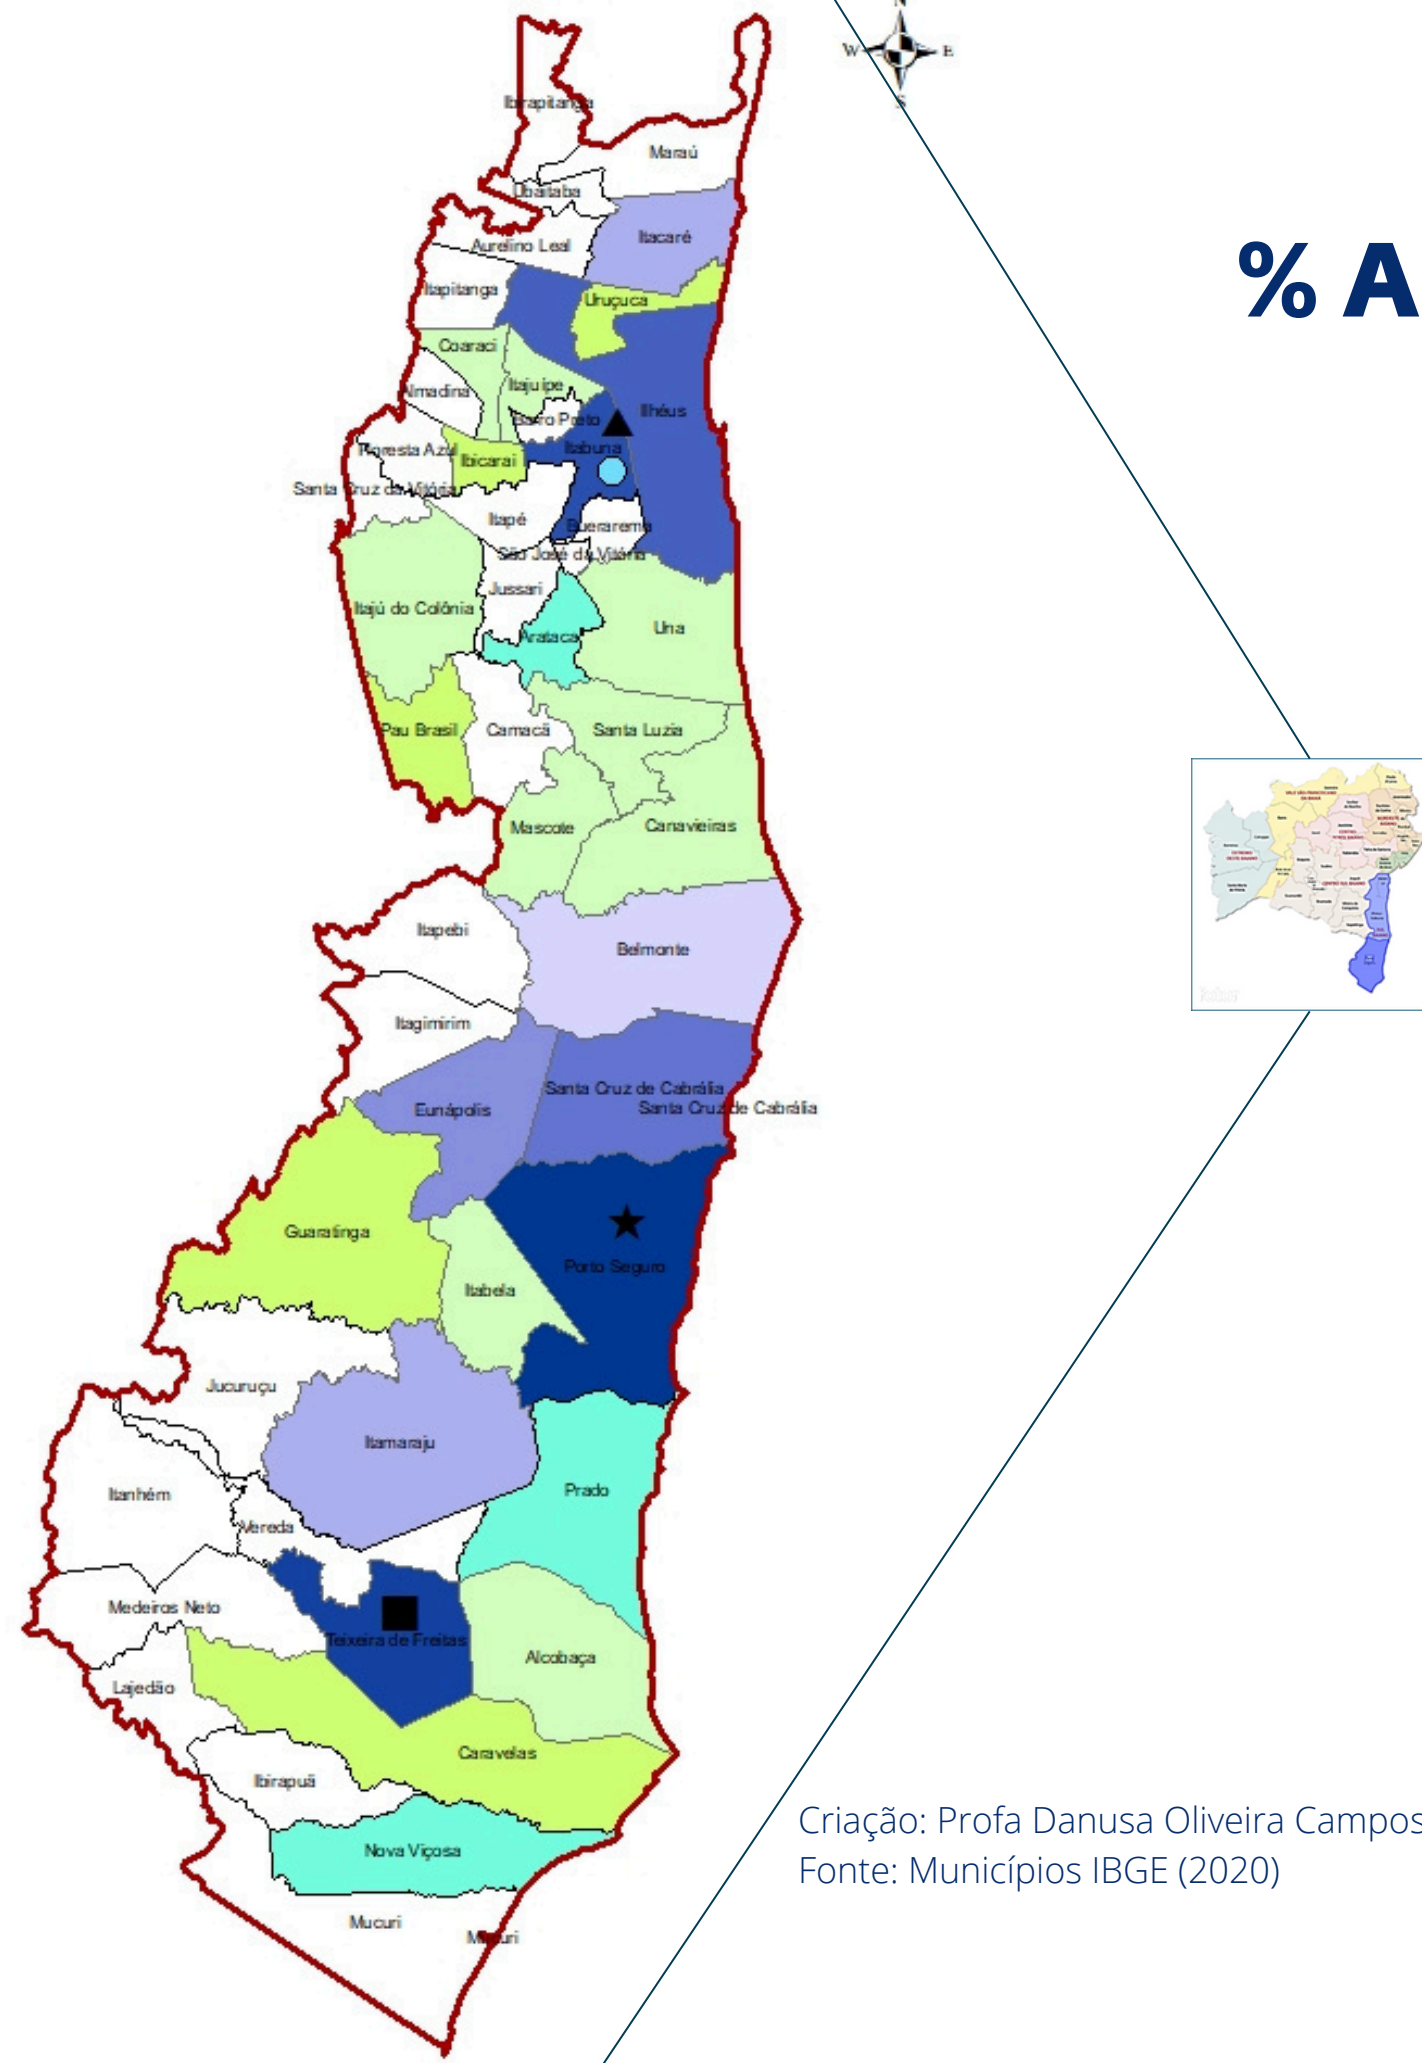 N
W E
S
Ibirapitanga
Maraú
Ubaitaba
Itacaré
Aurelino Leal
Itapitanga
Uruçuca
Coaraci
Itajuipe
Almadina
Ilhéus
Barro Preto
Itabuna
Floresta Azul
Ibicarai
Santa Cruz da Vitória
Itapé
Buerarema
São José da Vitória
Jussari
Itajú do Colônia
Una
Arataca
Pau Brasil
Camacã
Santa Luzia
Mascote
Canavieiras
Itapebi
Belmonte
Itagimirim
Santa Cruz de Cabrália
Eunápolis
Santa Cruz de Cabrália
Guaratinga
Porto Seguro
Itabela
Jucuruçu
Itamaraju
Itanhém
Prado
Vereda
Medeiros Neto
Teixeira de Freitas
Alcobaça
Lajedão
Caravelas
Ibirapuã
Nova Viçosa
Mucuri
Mucuri
% A
Criação: Profa Danusa Oliveira Campos
Fonte: Municípios IBGE (2020)